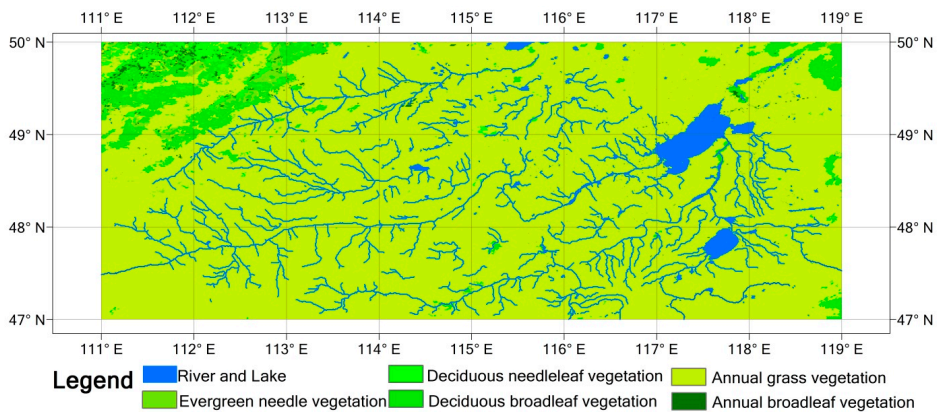 111° E 112° E 113° E 114° E 115° E 116° E 117° E 118° E 119° E
50° N 50° N
49° N 49° N
48° N 48° N
47° N 47° N
111° E 112° E 113° E 114° E 115° E 116° E 117° E 118° E 119° E
Legend River and Lake Deciduous needleleaf vegetation Annual grass vegetation
Evergreen needle vegetation Deciduous broadleaf vegetation Annual broadleaf vegetation